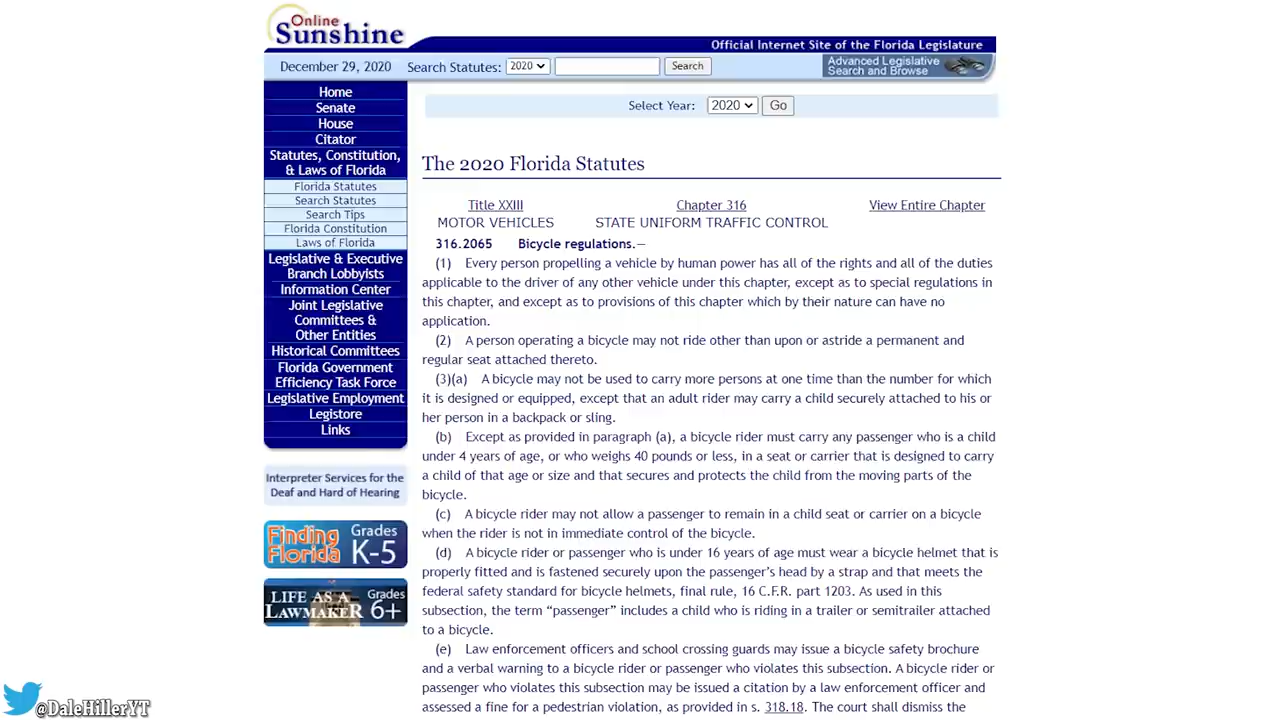 Online
Sunshine
Official Internet Site of the Florida Legislature
December 29, 2020 Search Statutes: 2020 Search
Advanced Legislative
Search and Browse
Home
Senate
House
Citator
Statutes, Constitution,
& Laws of Florida
Florida Statutes
Search Statutes
Search Tips
Florida Constitution
Laws of Florida
Legislative & Executive
Branch Lobbyists
Information Center
Joint Legislative
Committees &
Other Entities
Historical Committees
Florida Government
Efficiency Task Force
Legislative Employment
Legistore
Links
Interpreter Services for the
Deaf and Hard of Hearing
Finding
Florida
Grades
K-5
LIFE AS A
LAWMAKER
Grades
6+
Select Year: 2020 Go
The 2020 Florida Statutes
Title XXIII Chapter 316 View Entire Chapter
MOTOR VEHICLES STATE UNIFORM TRAFFIC CONTROL
316.2065 Bicycle regulations.—
(1) Every person propelling a vehicle by human power has all of the rights and all of the duties
applicable to the driver of any other vehicle under this chapter, except as to special regulations in
this chapter, and except as to provisions of this chapter which by their nature can have no
application.
(2) A person operating a bicycle may not ride other than upon or astride a permanent and
regular seat attached thereto.
(3)(a) A bicycle may not be used to carry more persons at one time than the number for which
it is designed or equipped, except that an adult rider may carry a child securely attached to his or
her person in a backpack or sling.
(b) Except as provided in paragraph (a), a bicycle rider must carry any passenger who is a child
under 4 years of age, or who weighs 40 pounds or less, in a seat or carrier that is designed to carry
a child of that age or size and that secures and protects the child from the moving parts of the
bicycle.
(c) A bicycle rider may not allow a passenger to remain in a child seat or carrier on a bicycle
when the rider is not in immediate control of the bicycle.
(d) A bicycle rider or passenger who is under 16 years of age must wear a bicycle helmet that is
properly fitted and is fastened securely upon the passenger's head by a strap and that meets the
federal safety standard for bicycle helmets, final rule, 16 C.F.R. part 1203. As used in this
subsection, the term “passenger” includes a child who is riding in a trailer or semitrailer attached
to a bicycle.
(e) Law enforcement officers and school crossing guards may issue a bicycle safety brochure
and a verbal warning to a bicycle rider or passenger who violates this subsection. A bicycle rider or
passenger who violates this subsection may be issued a citation by a law enforcement officer and
assessed a fine for a pedestrian violation, as provided in s. 318.18. The court shall dismiss the
@DaleHillerYT